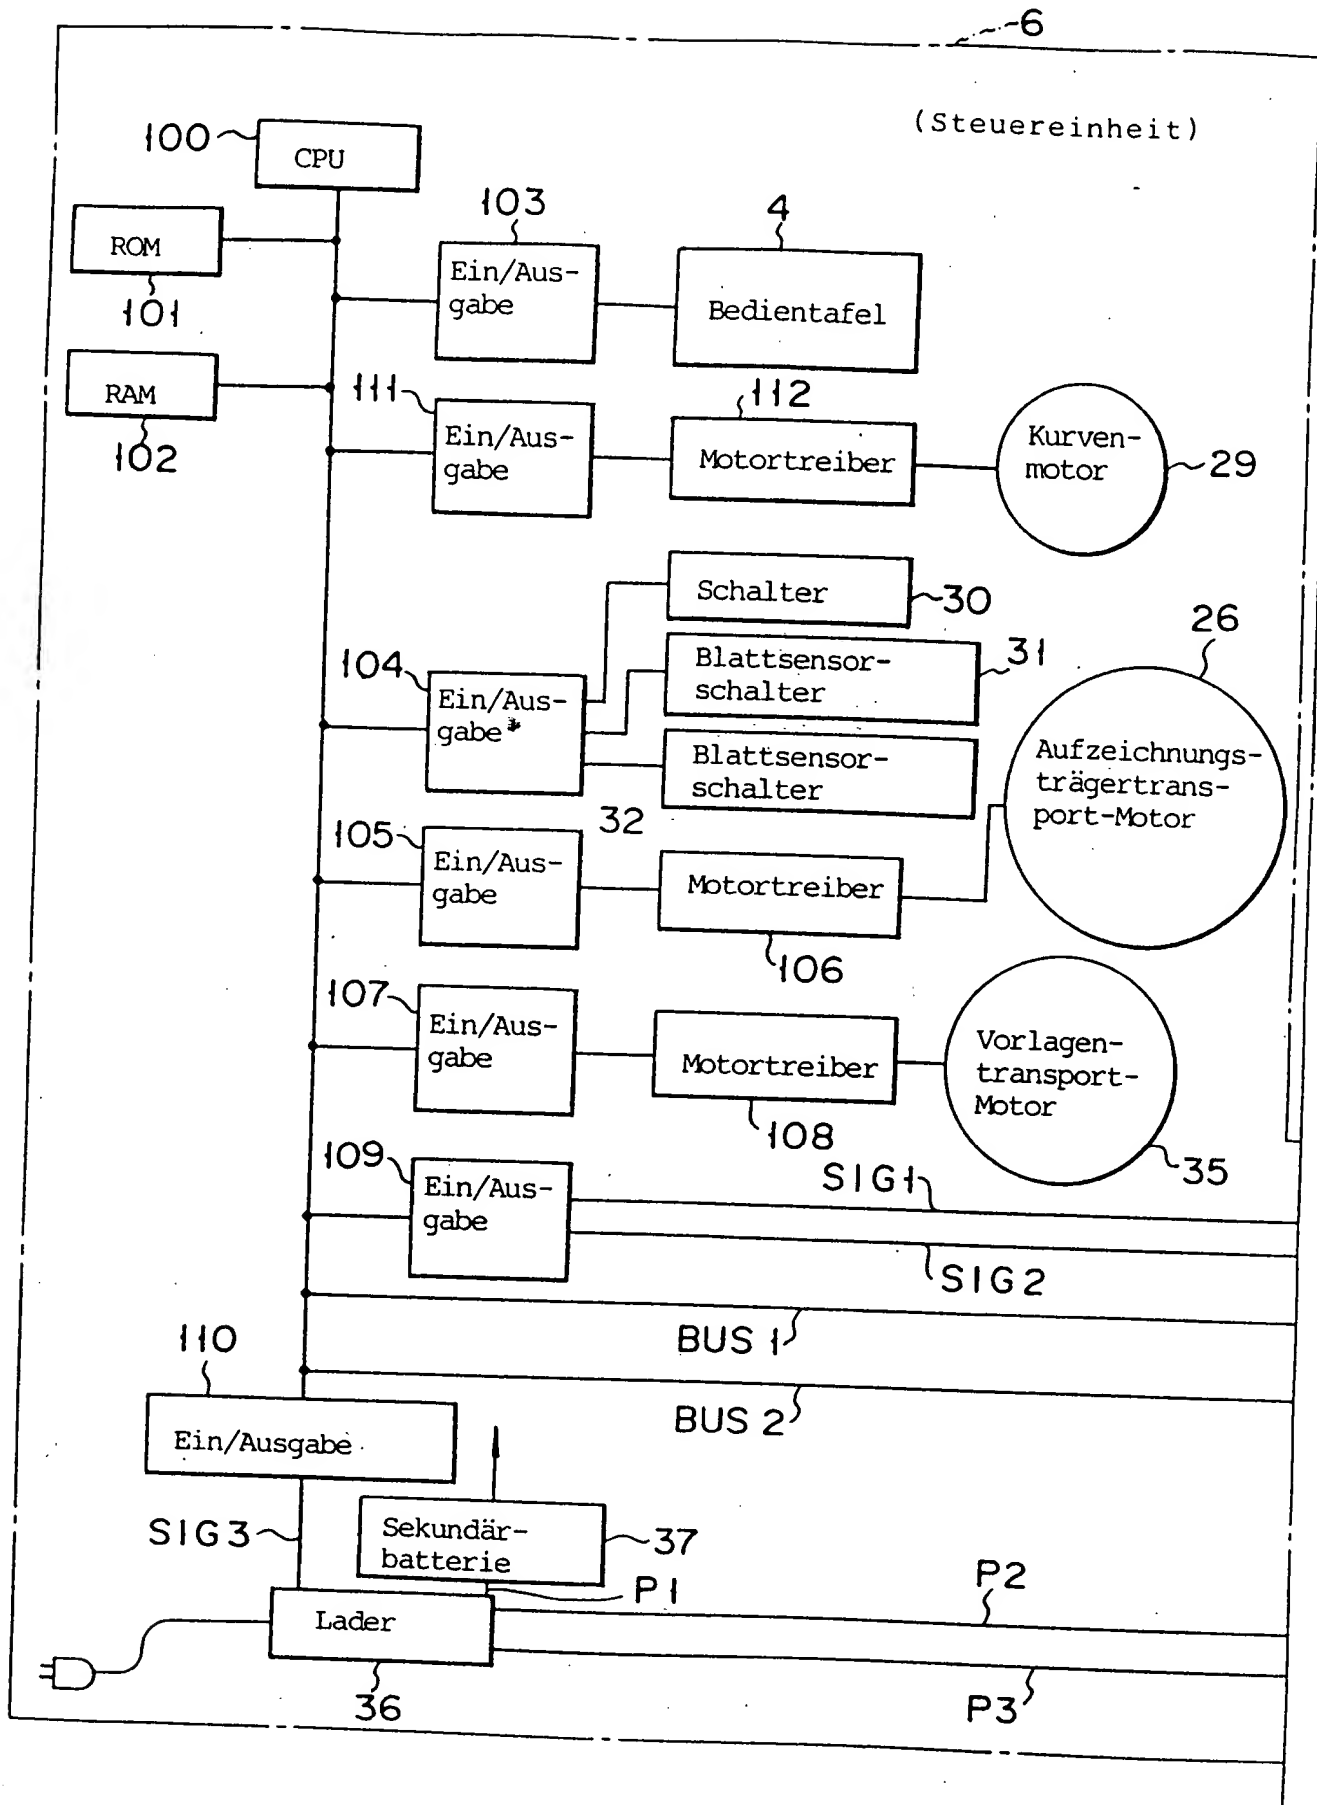 6
(Steuereinheit)
100
CPU
103
4
ROM
101
Ein/Aus-
gabe
Bedientafel
RAM
102
111
112
Ein/Aus-
gabe
Motortreiber
Kurven-
motor
29
Schalter
30
26
104
Ein/Aus-
gabe
Blattsensor-
schalter
31
Blattsensor-
schalter
32
Aufzeichnungs-
trägertrans-
port-Motor
105
Ein/Aus-
gabe
Motortreiber
106
107
Ein/Aus-
gabe
Motortreiber
108
Vorlagen-
transport-
Motor
35
109
Ein/Aus-
gabe
SIG1
SIG2
BUS 1
BUS 2
110
Ein/Ausgabe
SIG3
Sekundär-
batterie
37
P1
P2
Lader
36
P3